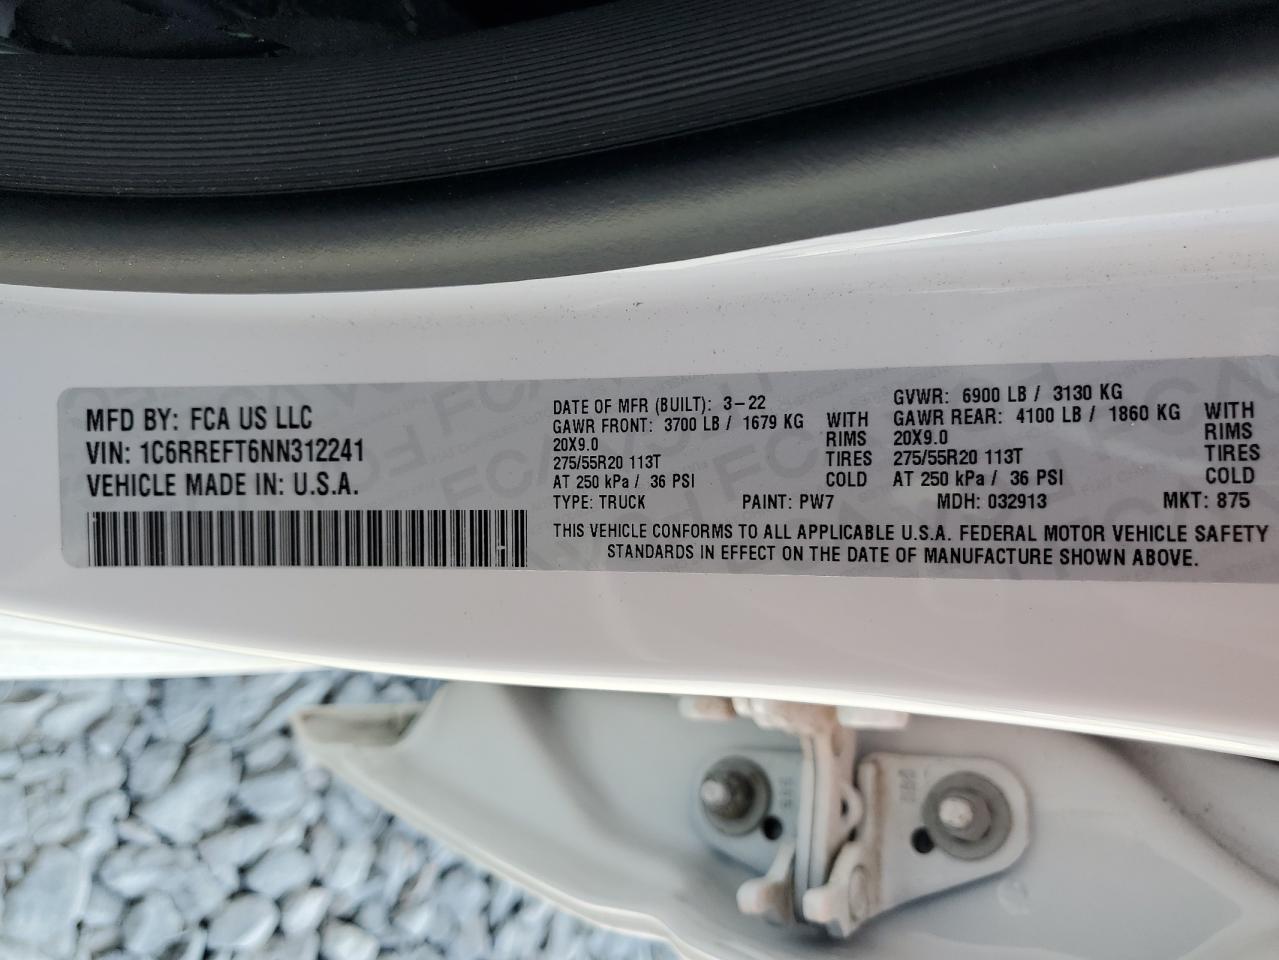 MFD BY: FCA US LLC
VIN: 1C6RREFT6NN312241
VEHICLE MADE IN: U.S.A.
DATE OF MFR (BUILT): 3-22 GVWR: 6900 LB / 3130 KG
GAWR FRONT: 3700 LB / 1679 KG WITH GAWR REAR: 4100 LB / 1860 KG WITH
20X9.0 RIMS 20X9.0 RIMS
275/55R20 113T TIRES 275/55R20 113T TIRES
AT 250 kPa / 36 PSI COLD AT 250 kPa / 36 PSI COLD
TYPE: TRUCK PAINT: PW7 MDH: 032913 MKT: 875
THIS VEHICLE CONFORMS TO ALL APPLICABLE U.S.A. FEDERAL MOTOR VEHICLE SAFETY
STANDARDS IN EFFECT ON THE DATE OF MANUFACTURE SHOWN ABOVE.